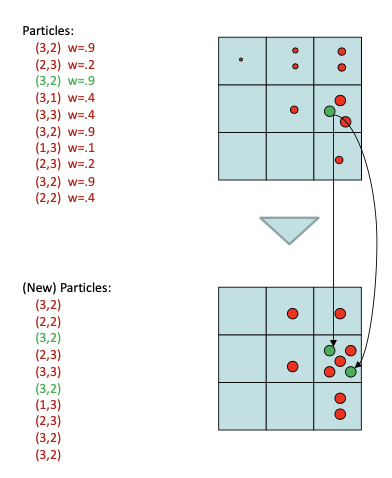 Particles:
(3,2) w=.9
(2,3) w=.2
(3,2) w=.9
(3,1) w=.4
(3,3) w=.4
(3,2) w=.9
(1,3) w=.1
(2,3) w=.2
(3,2) w=.9
(2,2) w=.4
(New) Particles:
(3,2)
(2,2)
(3,2)
(2,3)
(3,3)
(3,2)
(1,3)
(2,3)
(3,2)
(3,2)